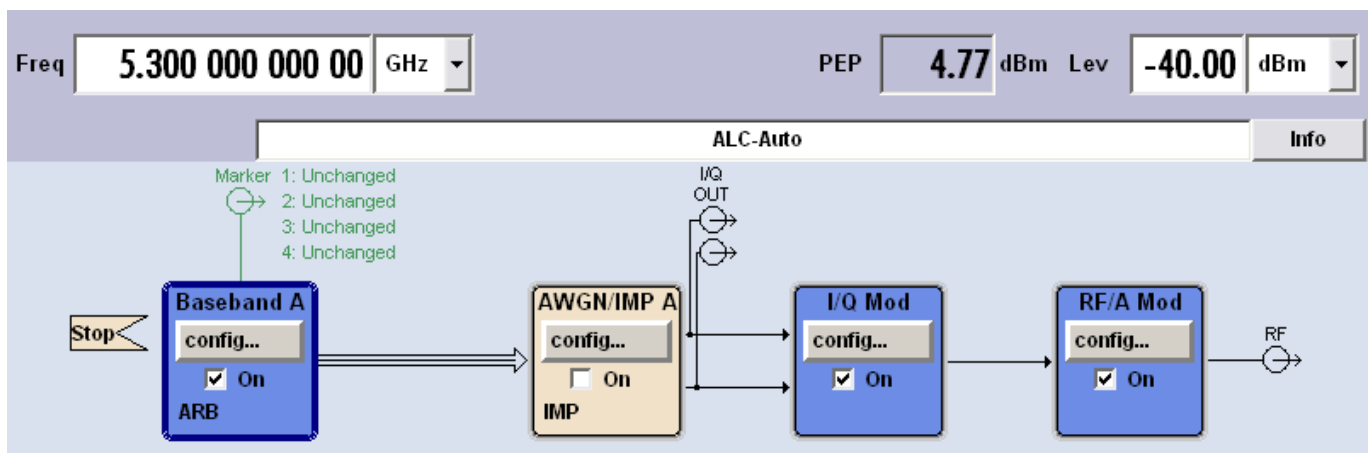 Freq 5.300 000 000 00 GHz PEP 4.77 dBm Lev -40.00 dBm
ALC-Auto Info
Marker 1: Unchanged
2: Unchanged
3: Unchanged
4: Unchanged
I/Q
OUT
Stop
Baseband A
config...
On
ARB
AWGN/IMP A
config...
On
IMP
I/Q Mod
config...
On
RF/A Mod
config...
On
RF